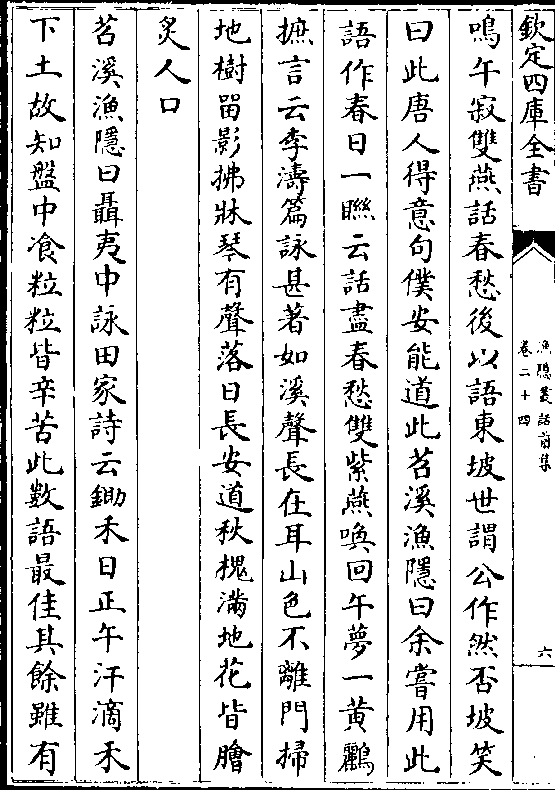 欽定四庫全書
漁隱叢話前集
卷二十四
六
鳴午寂雙燕話春愁後以語東坡世謂公作然否坡笑
曰此唐人得意句僕安能道此苕溪漁隱曰余嘗用此
語作春日一聮云話盡春愁雙紫燕喚回午夢一黄鸝
摭言云李濤篇詠甚著如溪聲長在耳山色不離門掃
地樹留影拂牀琴有聲落日長安道秋槐滿地花皆膾
炙人口
苕溪漁隱曰聶夷中詠田家詩云鋤禾日正午汗滴禾
下土故知盤中飡粒粒皆辛苦此數語最佳其餘雖有